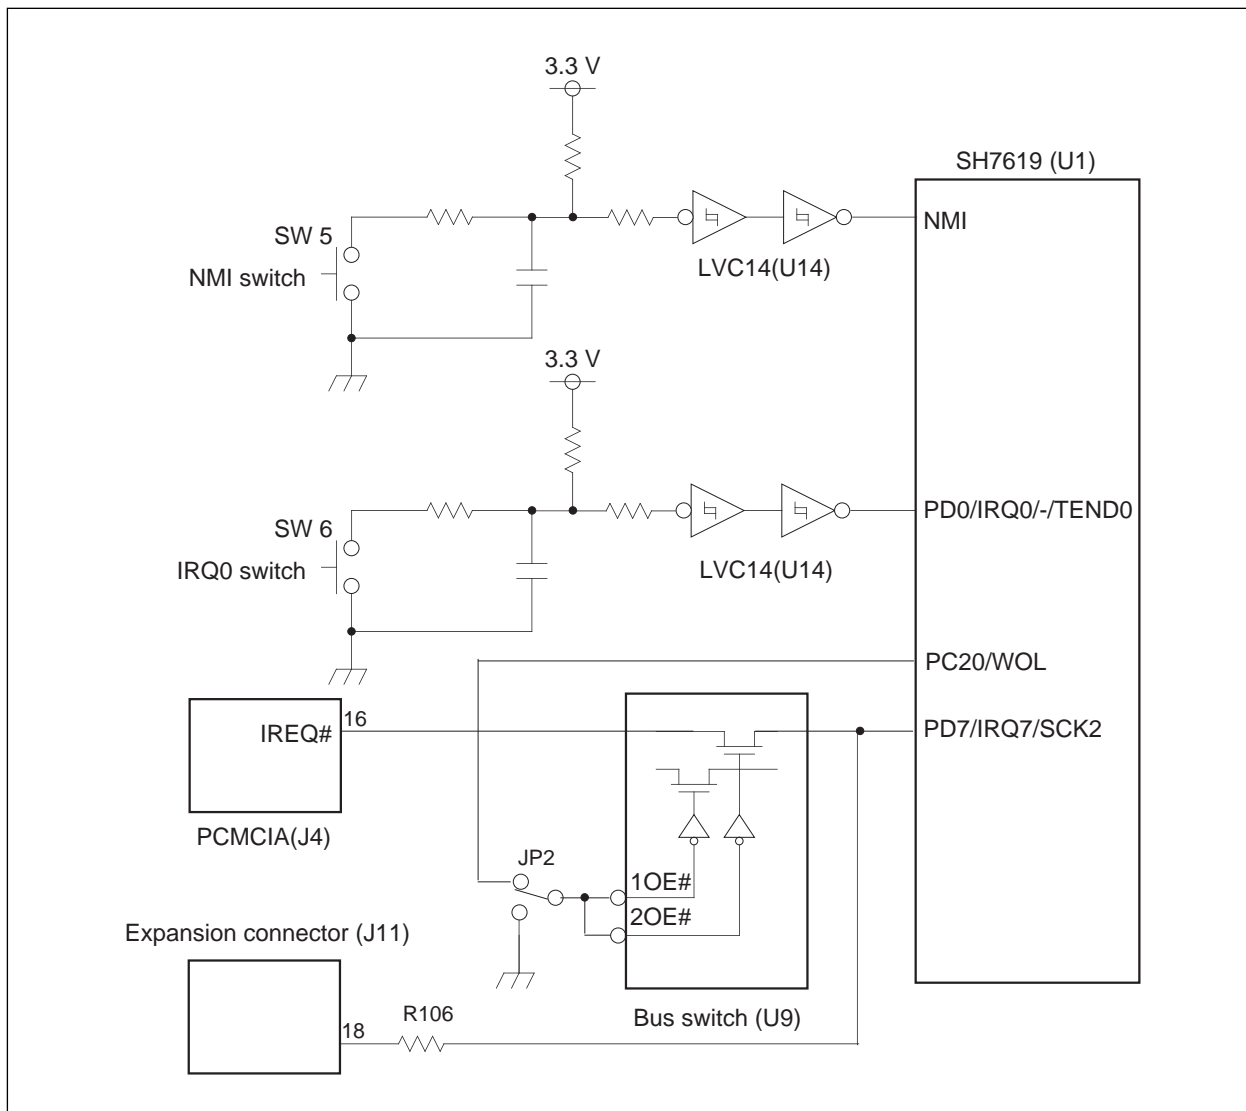 3.3 V
SH7619 (U1)
SW 5
NMI switch
LVC14(U14)
NMI
3.3 V
SW 6
IRQ0 switch
LVC14(U14)
PD0/IRQ0/-/TEND0
PC20/WOL
IREQ#
16
PD7/IRQ7/SCK2
PCMCIA(J4)
JP2
1OE#
2OE#
Expansion connector (J11)
18
R106
Bus switch (U9)